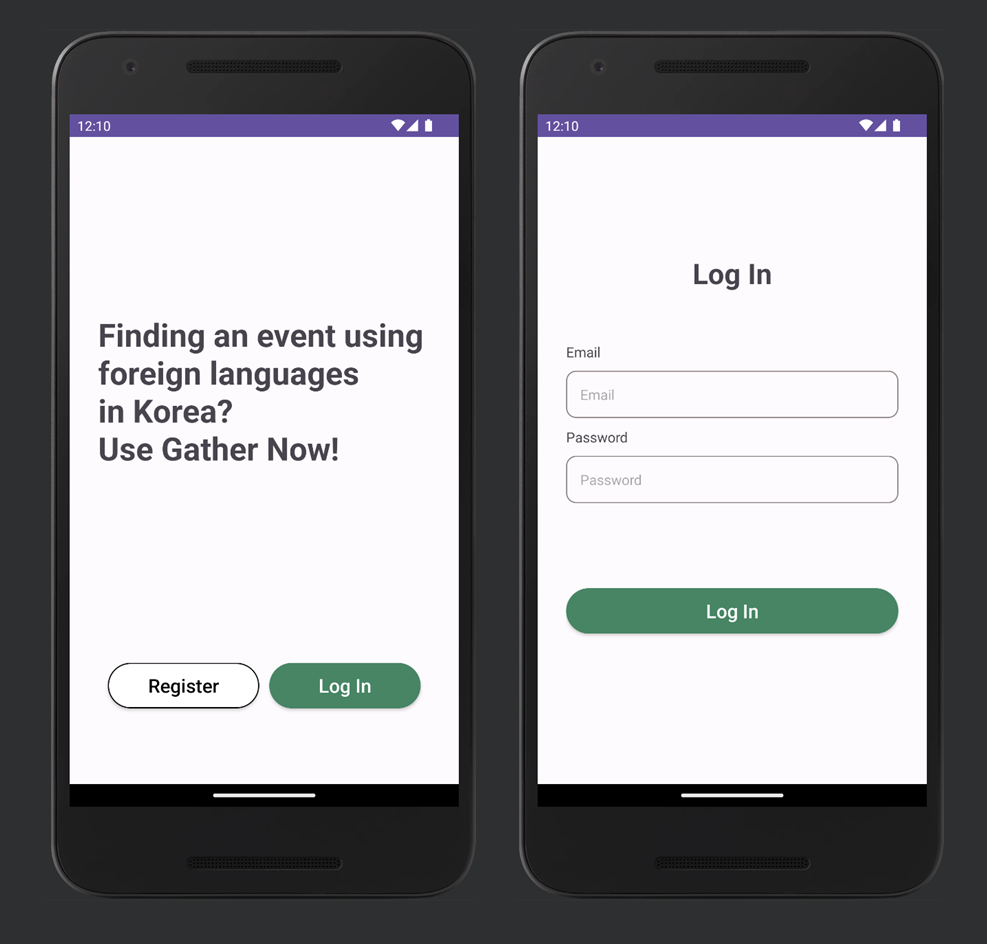 12:10
Finding an event using
foreign languages
in Korea?
Use Gather Now!
Register
Log In
12:10
Log In
Email
Email
Password
Password
Log In